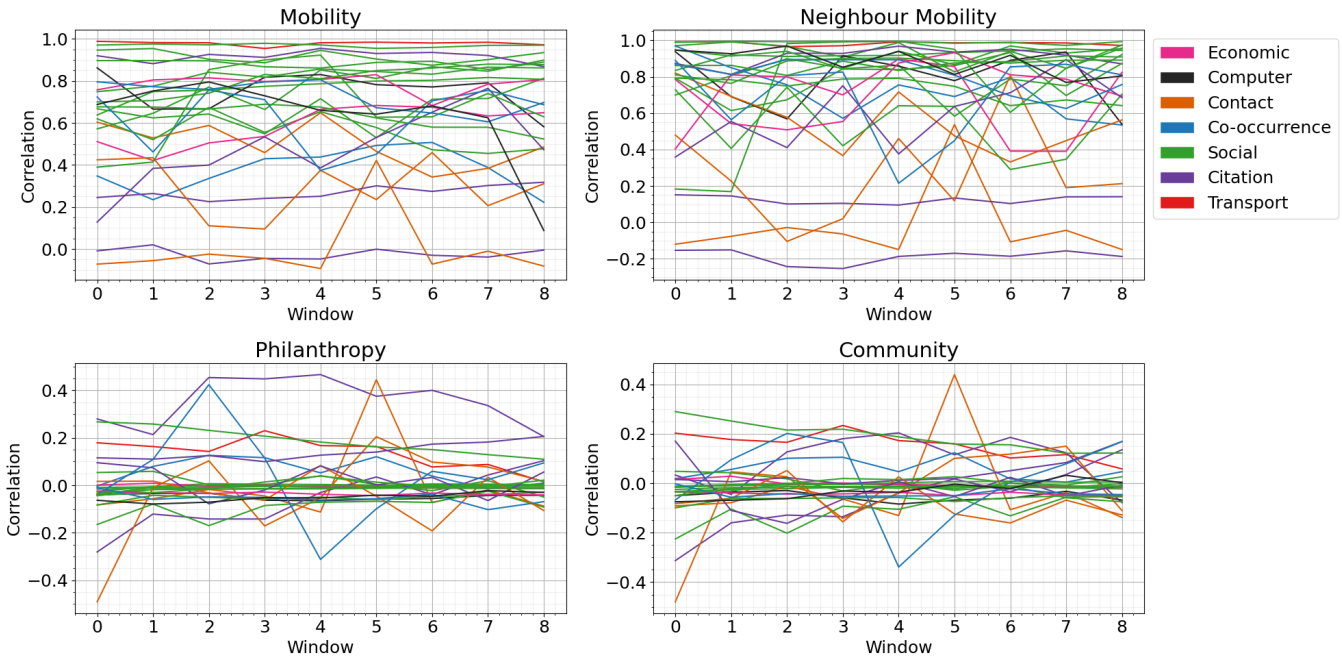 Mobility
1.0
0.8
0.6
0.4
0.2
0.0
Correlation
0 1 2 3 4 5 6 7 8
Window
Neighbour Mobility
1.0
0.8
0.6
0.4
0.2
0.0
−0.2
Correlation
0 1 2 3 4 5 6 7 8
Window
Economic
Computer
Contact
Co-occurrence
Social
Citation
Transport
Philanthropy
0.4
0.2
0.0
−0.2
−0.4
Correlation
0 1 2 3 4 5 6 7 8
Window
Community
0.4
0.2
0.0
−0.2
−0.4
Correlation
0 1 2 3 4 5 6 7 8
Window